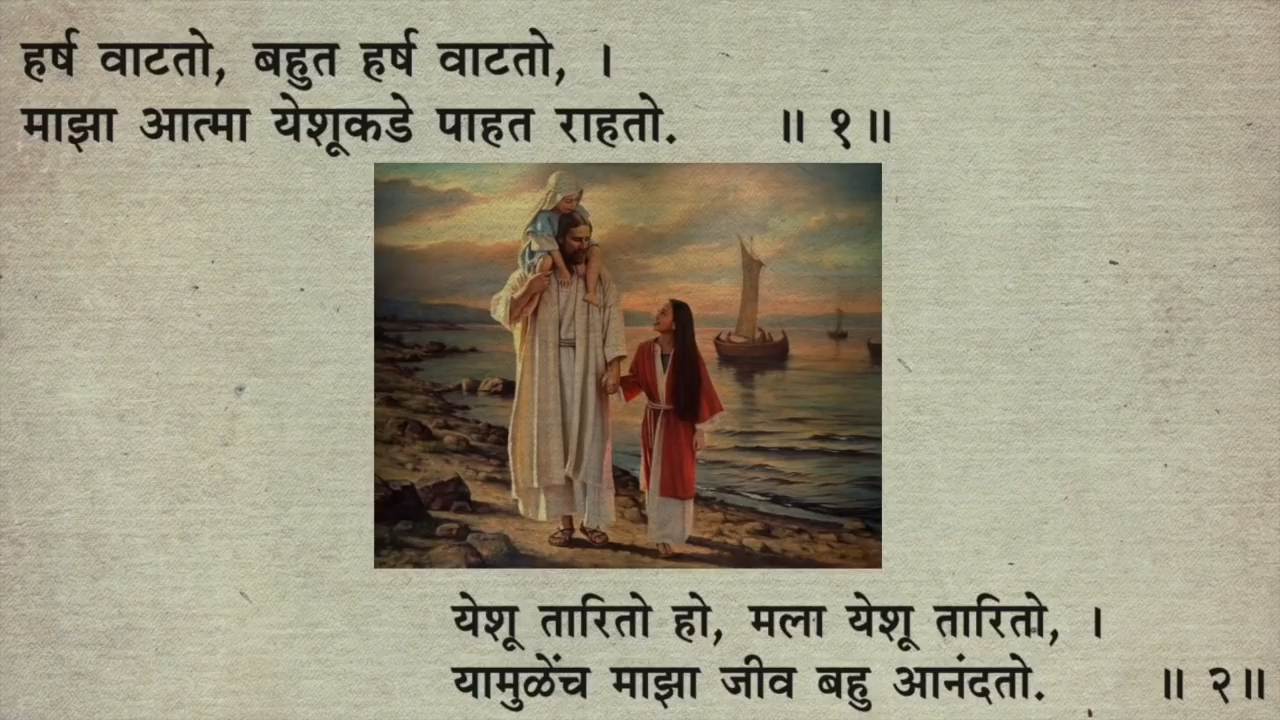 हर्ष वाटतो, बहुत हर्ष वाटतो, ।
माझा आत्मा येशूकडे पाहत राहतो. ॥ १॥
येशू तारितो हो, मला येशू तारितो, ।
यामुळेंच माझा जीव बहु आनंदतो. ॥ २॥